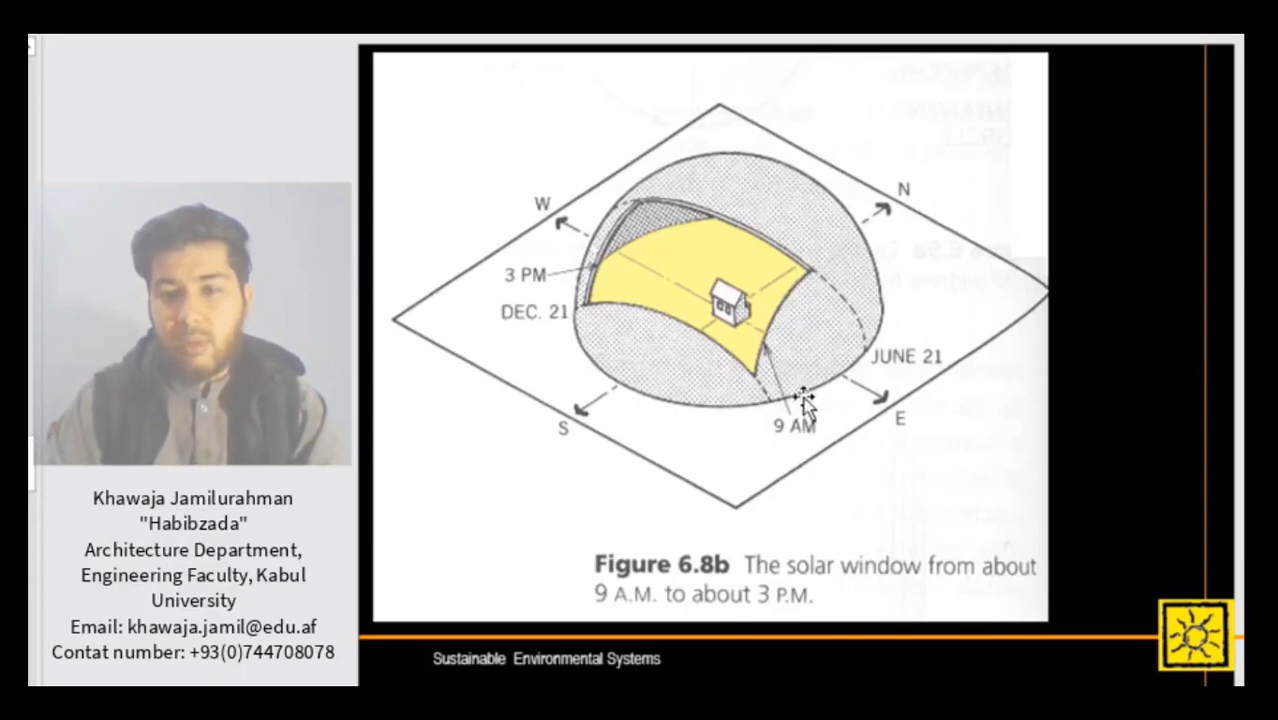 Khawaja Jamilurahman
"Habibzada"
Architecture Department,
Engineering Faculty, Kabul
University
Email: khawaja.jamil@edu.af
Contat number: +93(0)744708078
W
N
3 PM
DEC. 21
JUNE 21
S
9 AM
E
Figure 6.8b The solar window from about
9 A.M. to about 3 P.M.
Sustainable Environmental Systems